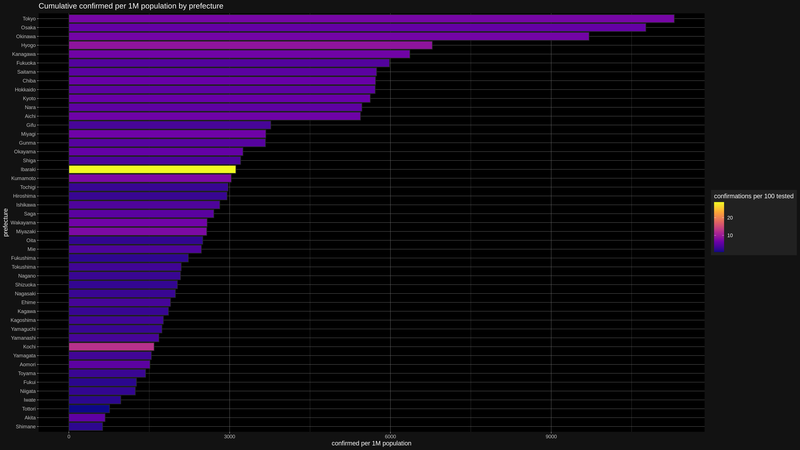 Cumulative confirmed per 1M population by prefecture
prefecture
Tokyo
Osaka
Okinawa
Hyogo
Kanagawa
Fukuoka
Saitama
Chiba
Hokkaido
Kyoto
Nara
Aichi
Gifu
Miyagi
Gunma
Okayama
Shiga
Ibaraki
Kumamoto
Tochigi
Hiroshima
Ishikawa
Saga
Wakayama
Miyazaki
Oita
Mie
Fukushima
Tokushima
Nagano
Shizuoka
Nagasaki
Ehime
Kagawa
Kagoshima
Yamaguchi
Yamanashi
Kochi
Yamagata
Aomori
Toyama
Fukui
Niigata
Iwate
Tottori
Akita
Shimane
0 3000 6000 9000
confirmed per 1M population
confirmations per 100 tested
20
10